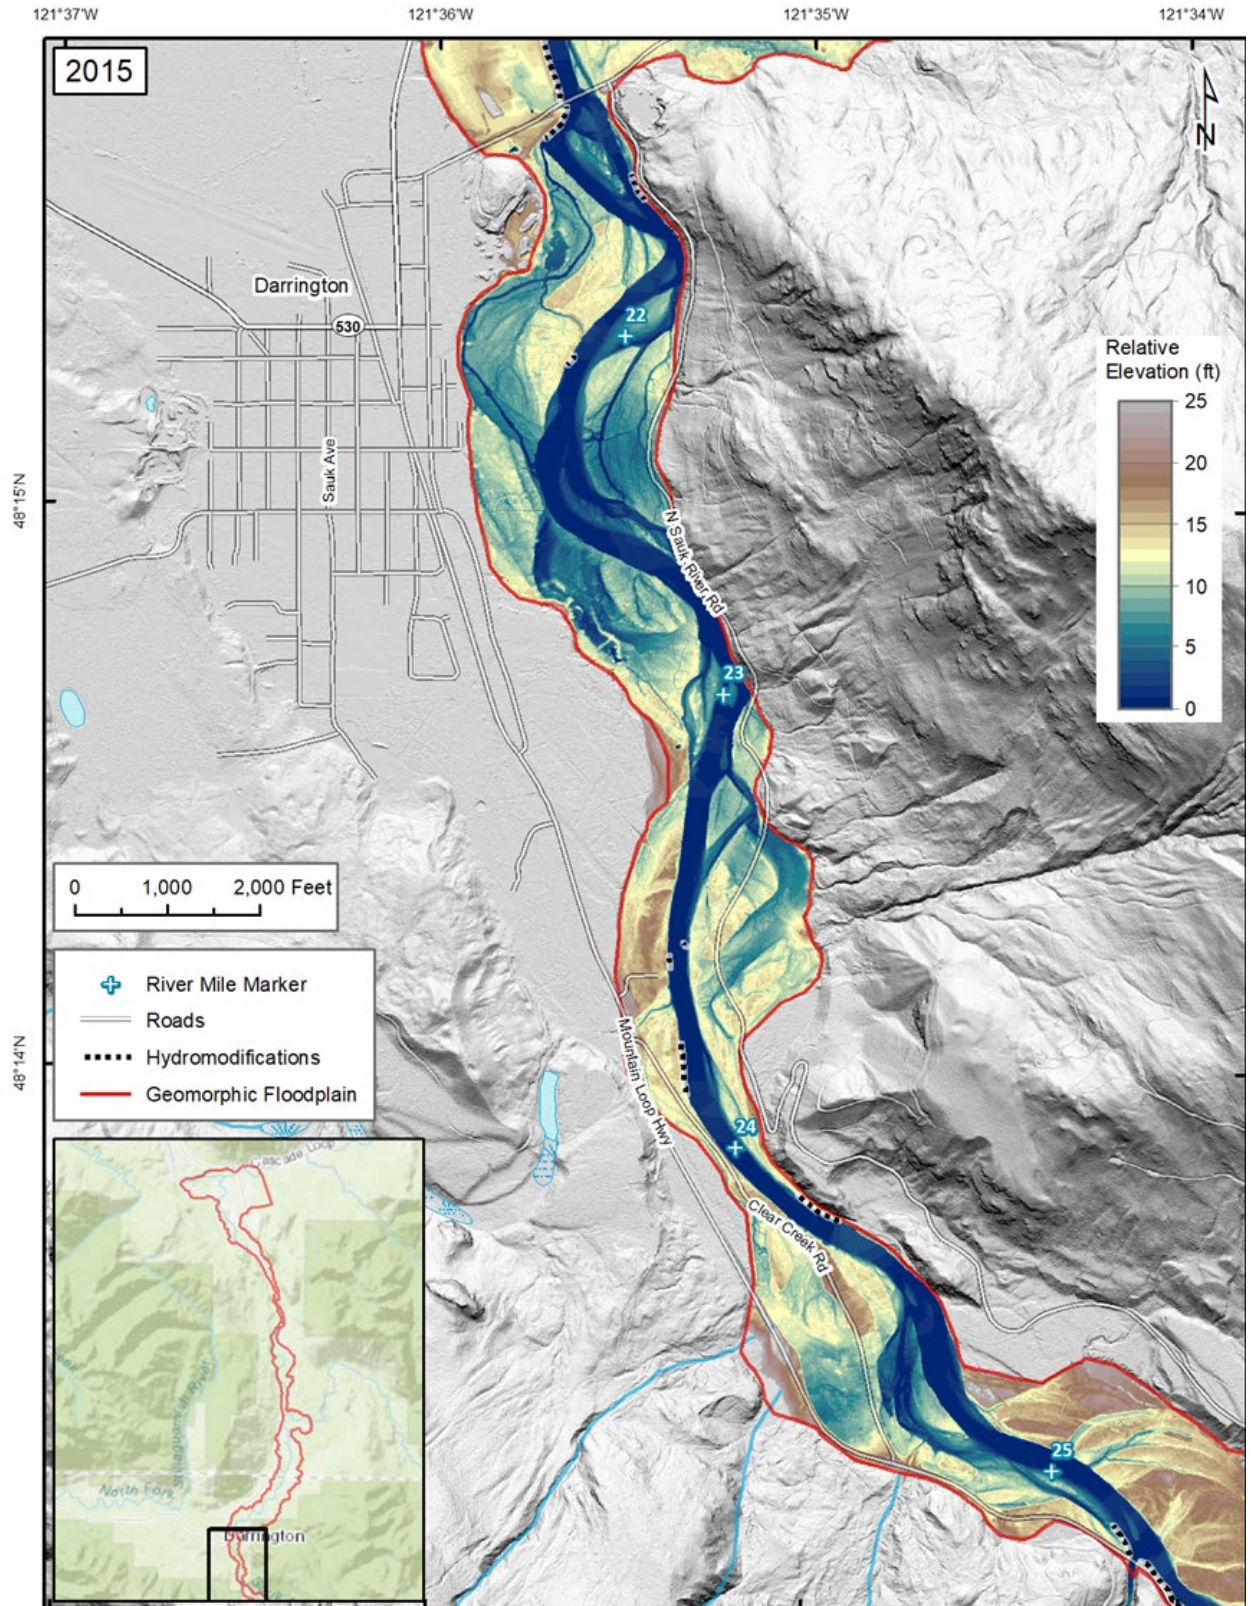 121°37'W
121°36'W
121°35'W
121°34'W
2015
N
Darrington
530
22
Relative
Elevation (ft)
25
20
15
10
5
0
Sauk Ave
48°15'N
N Sauk River Rd
23
0 1,000 2,000 Feet
River Mile Marker
Roads
Hydromodifications
Geomorphic Floodplain
48°14'N
Mountain Loop Hwy
24
Clear Creek Rd
25
Cascade Loop
Stillaguamish River
North Fork
Darrington